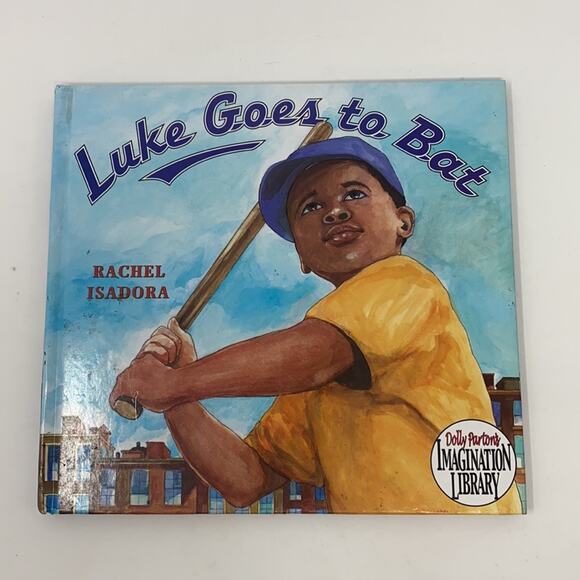 Luke Goes to Bat
RACHEL
ISADORA
Dolly Parton's
IMAGINATION
LIBRARY